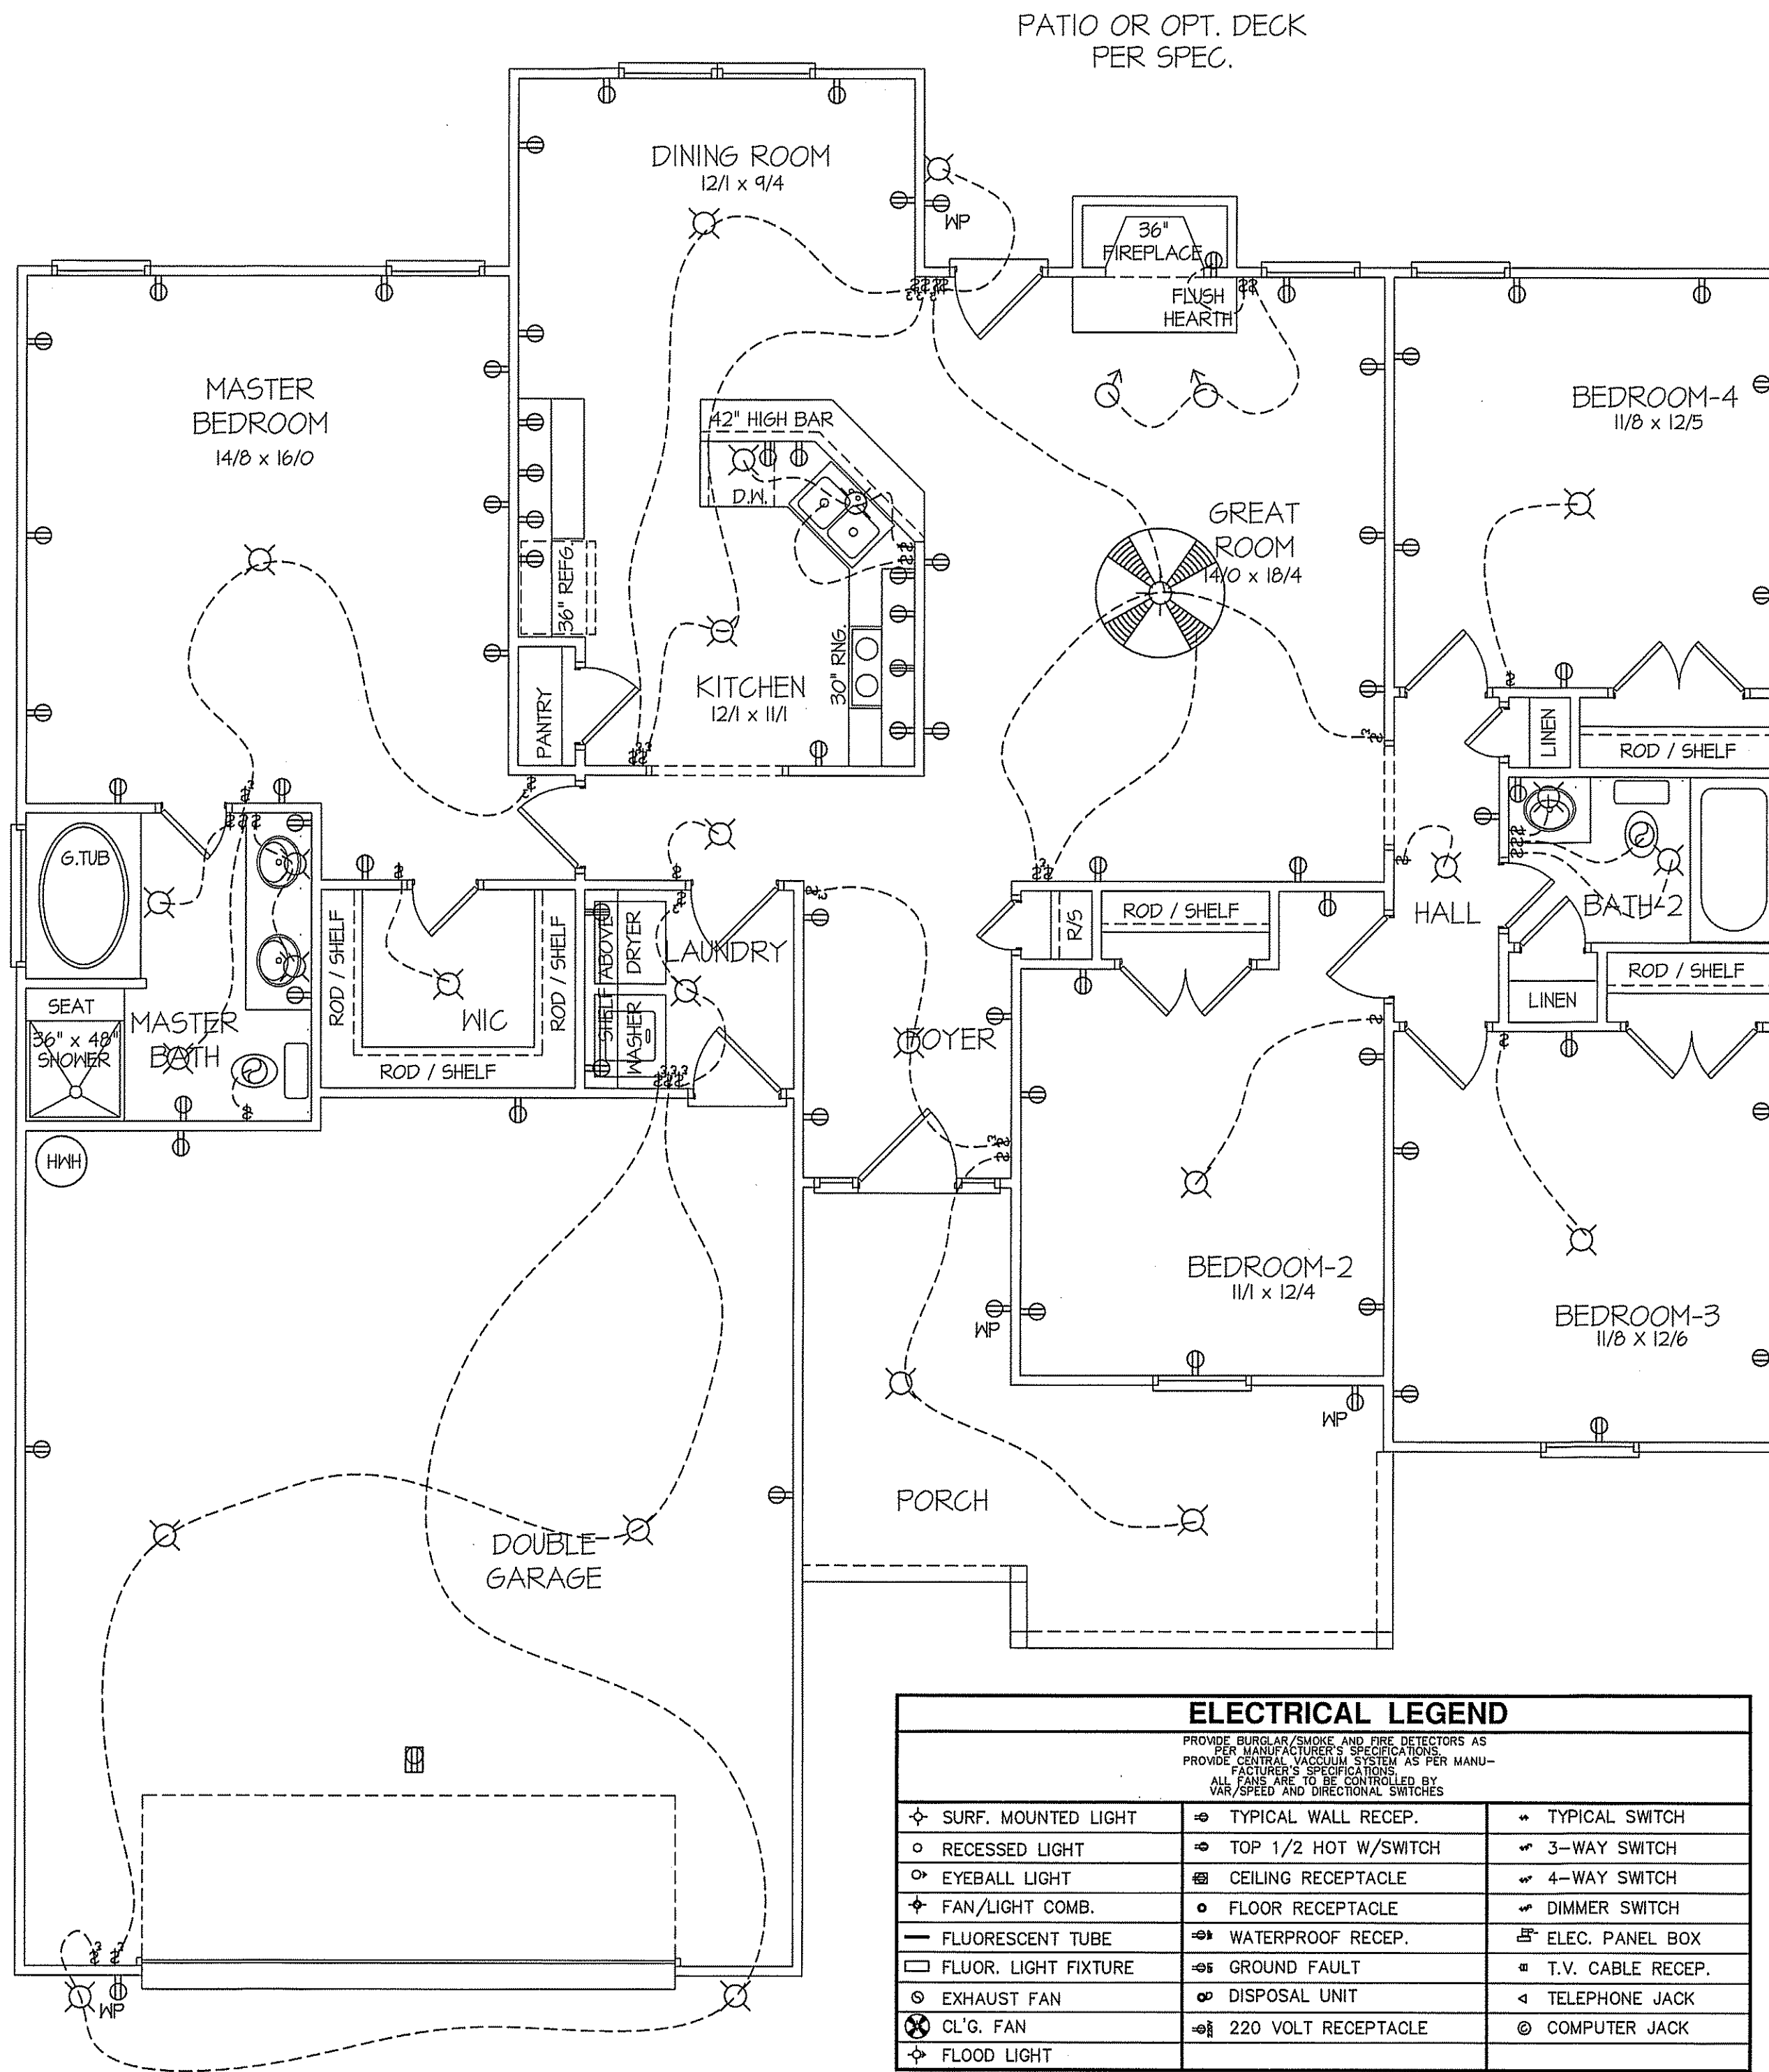 PATIO OR OPT. DECK
PER SPEC.
DINING ROOM
12/1 x 9/4
WP
36"
FIREPLACE
FLUSH
HEARTH
MASTER
BEDROOM
14/8 x 16/0
42" HIGH BAR
D.W.
36" REFG.
30" RNG.
KITCHEN
12/1 x 11/1
PANTRY
GREAT
ROOM
14/0 x 18/4
BEDROOM-4
11/8 x 12/5
LINEN
ROD / SHELF
G.TUB
SEAT
36" x 48"
SHOWER
MASTER
BATH
ROD / SHELF
WIC
ROD / SHELF
ROD / SHELF
SHELF ABOVE
DRYER
WASHER
LAUNDRY
FOYER
R/S
ROD / SHELF
HALL
BATH-2
ROD / SHELF
LINEN
HWH
BEDROOM-2
11/1 x 12/4
WP
WP
BEDROOM-3
11/8 X 12/6
PORCH
DOUBLE
GARAGE
WP
ELECTRICAL LEGEND
PROVIDE BURGLAR/SMOKE AND FIRE DETECTORS AS
PER MANUFACTURER'S SPECIFICATIONS.
PROVIDE CENTRAL VACCUUM SYSTEM AS PER MANU-
FACTURER'S SPECIFICATIONS.
ALL FANS ARE TO BE CONTROLLED BY
VAR/SPEED AND DIRECTIONAL SWITCHES
SURF. MOUNTED LIGHT
TYPICAL WALL RECEP.
TYPICAL SWITCH
RECESSED LIGHT
TOP 1/2 HOT W/SWITCH
3-WAY SWITCH
EYEBALL LIGHT
CEILING RECEPTACLE
4-WAY SWITCH
FAN/LIGHT COMB.
FLOOR RECEPTACLE
DIMMER SWITCH
FLUORESCENT TUBE
WATERPROOF RECEP.
ELEC. PANEL BOX
FLUOR. LIGHT FIXTURE
GROUND FAULT
T.V. CABLE RECEP.
EXHAUST FAN
DISPOSAL UNIT
TELEPHONE JACK
CL'G. FAN
220 VOLT RECEPTACLE
COMPUTER JACK
FLOOD LIGHT